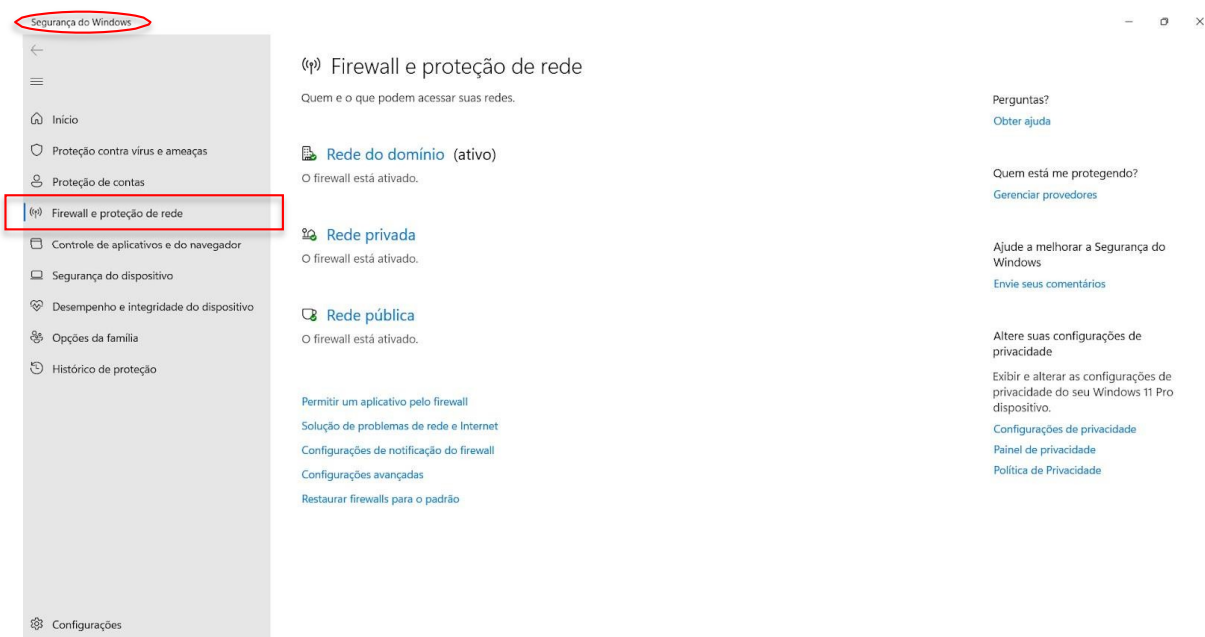 Segurança do Windows
Início
Proteção contra vírus e ameaças
Proteção de contas
Firewall e proteção de rede
Controle de aplicativos e do navegador
Segurança do dispositivo
Desempenho e integridade do dispositivo
Opções da família
Histórico de proteção
Configurações
Firewall e proteção de rede
Quem e o que podem acessar suas redes.
Rede do domínio (ativo)
O firewall está ativado.
Rede privada
O firewall está ativado.
Rede pública
O firewall está ativado.
Permitir um aplicativo pelo firewall
Solução de problemas de rede e Internet
Configurações de notificação do firewall
Configurações avançadas
Restaurar firewalls para o padrão
Perguntas?
Obter ajuda
Quem está me protegendo?
Gerenciar provedores
Ajude a melhorar a Segurança do
Windows
Envie seus comentários
Altere suas configurações de
privacidade
Exibir e alterar as configurações de
privacidade do seu Windows 11 Pro
dispositivo.
Configurações de privacidade
Painel de privacidade
Política de Privacidade